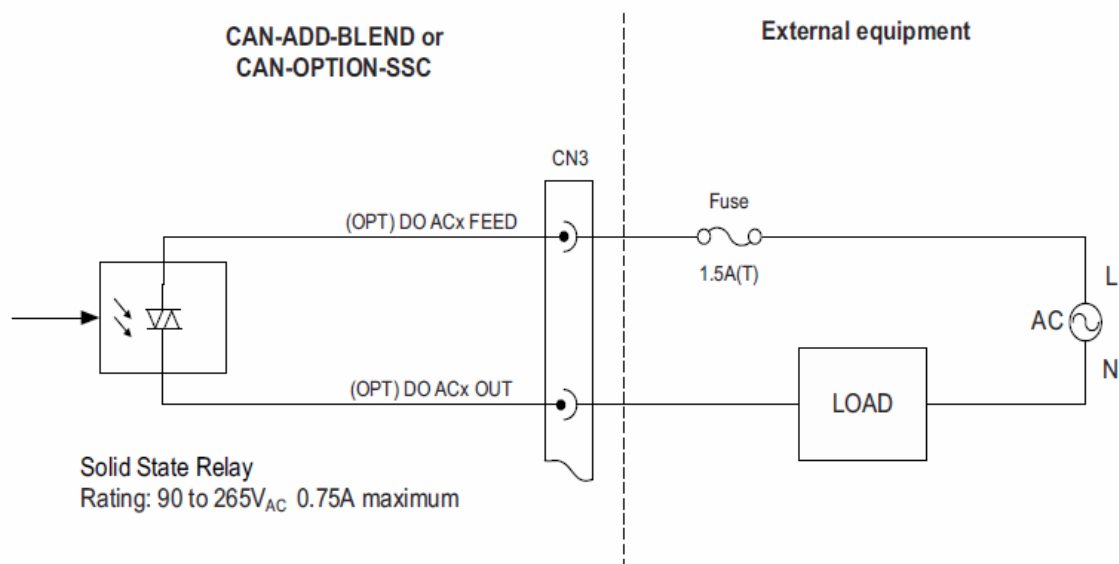 CAN-ADD-BLEND or
CAN-OPTION-SSC
External equipment
CN3
(OPT) DO ACx FEED
Fuse
1.5A(T)
L
AC
N
(OPT) DO ACx OUT
LOAD
Solid State Relay
Rating: 90 to 265VAC 0.75A maximum